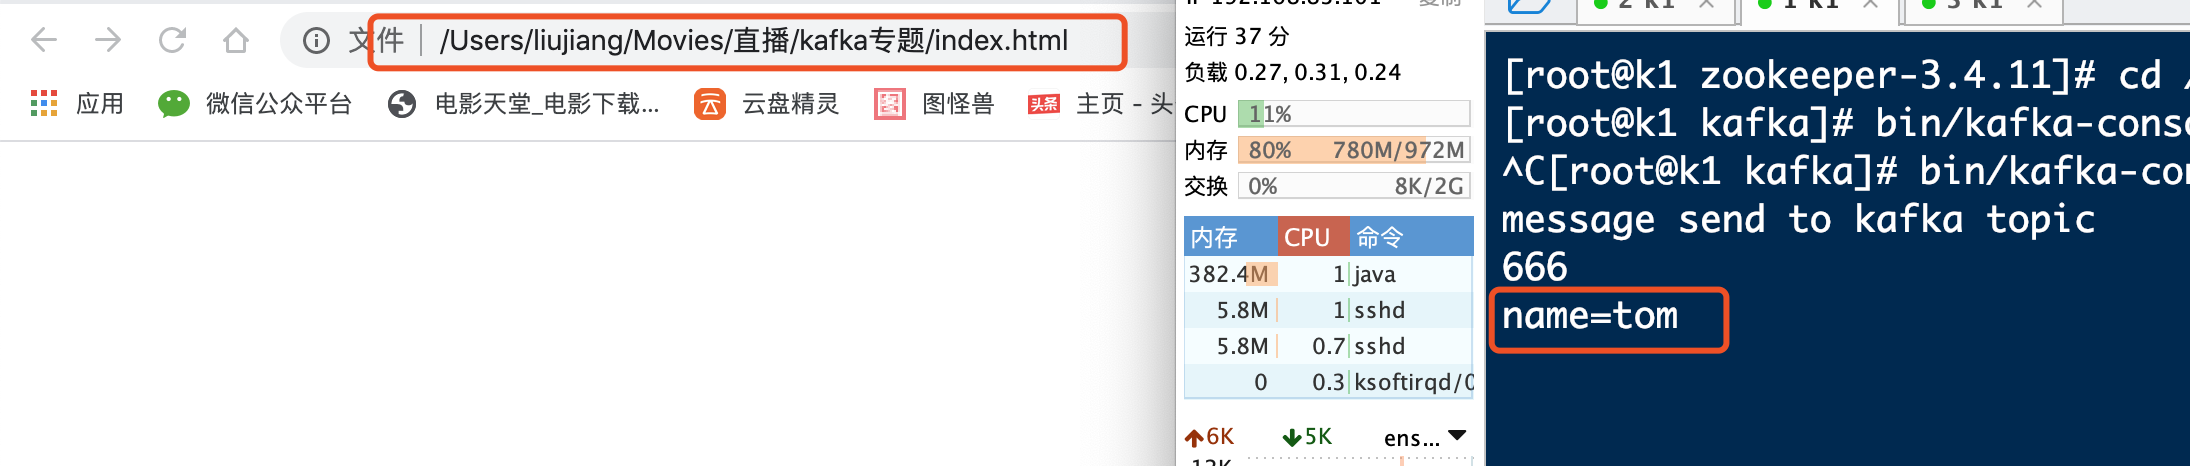 文件 | /Users/liujiang/Movies/直播/kafka专题/index.html
应用 微信公众平台 电影天堂_电影下载... 云盘精灵 图怪兽 头条 主页 - 头
运行 37 分
负载 0.27, 0.31, 0.24
CPU 11%
内存 80% 780M/972M
交换 0% 8K/2G
内存 CPU 命令
382.4M 1 java
5.8M 1 sshd
5.8M 0.7 sshd
0 0.3 ksoftirqd/0
6K 5K ens...
2 k1 × 1 k1 × 3 k1 ×
[root@k1 zookeeper-3.4.11]# cd /
[root@k1 kafka]# bin/kafka-conso
^C[root@k1 kafka]# bin/kafka-con
message send to kafka topic
666
name=tom